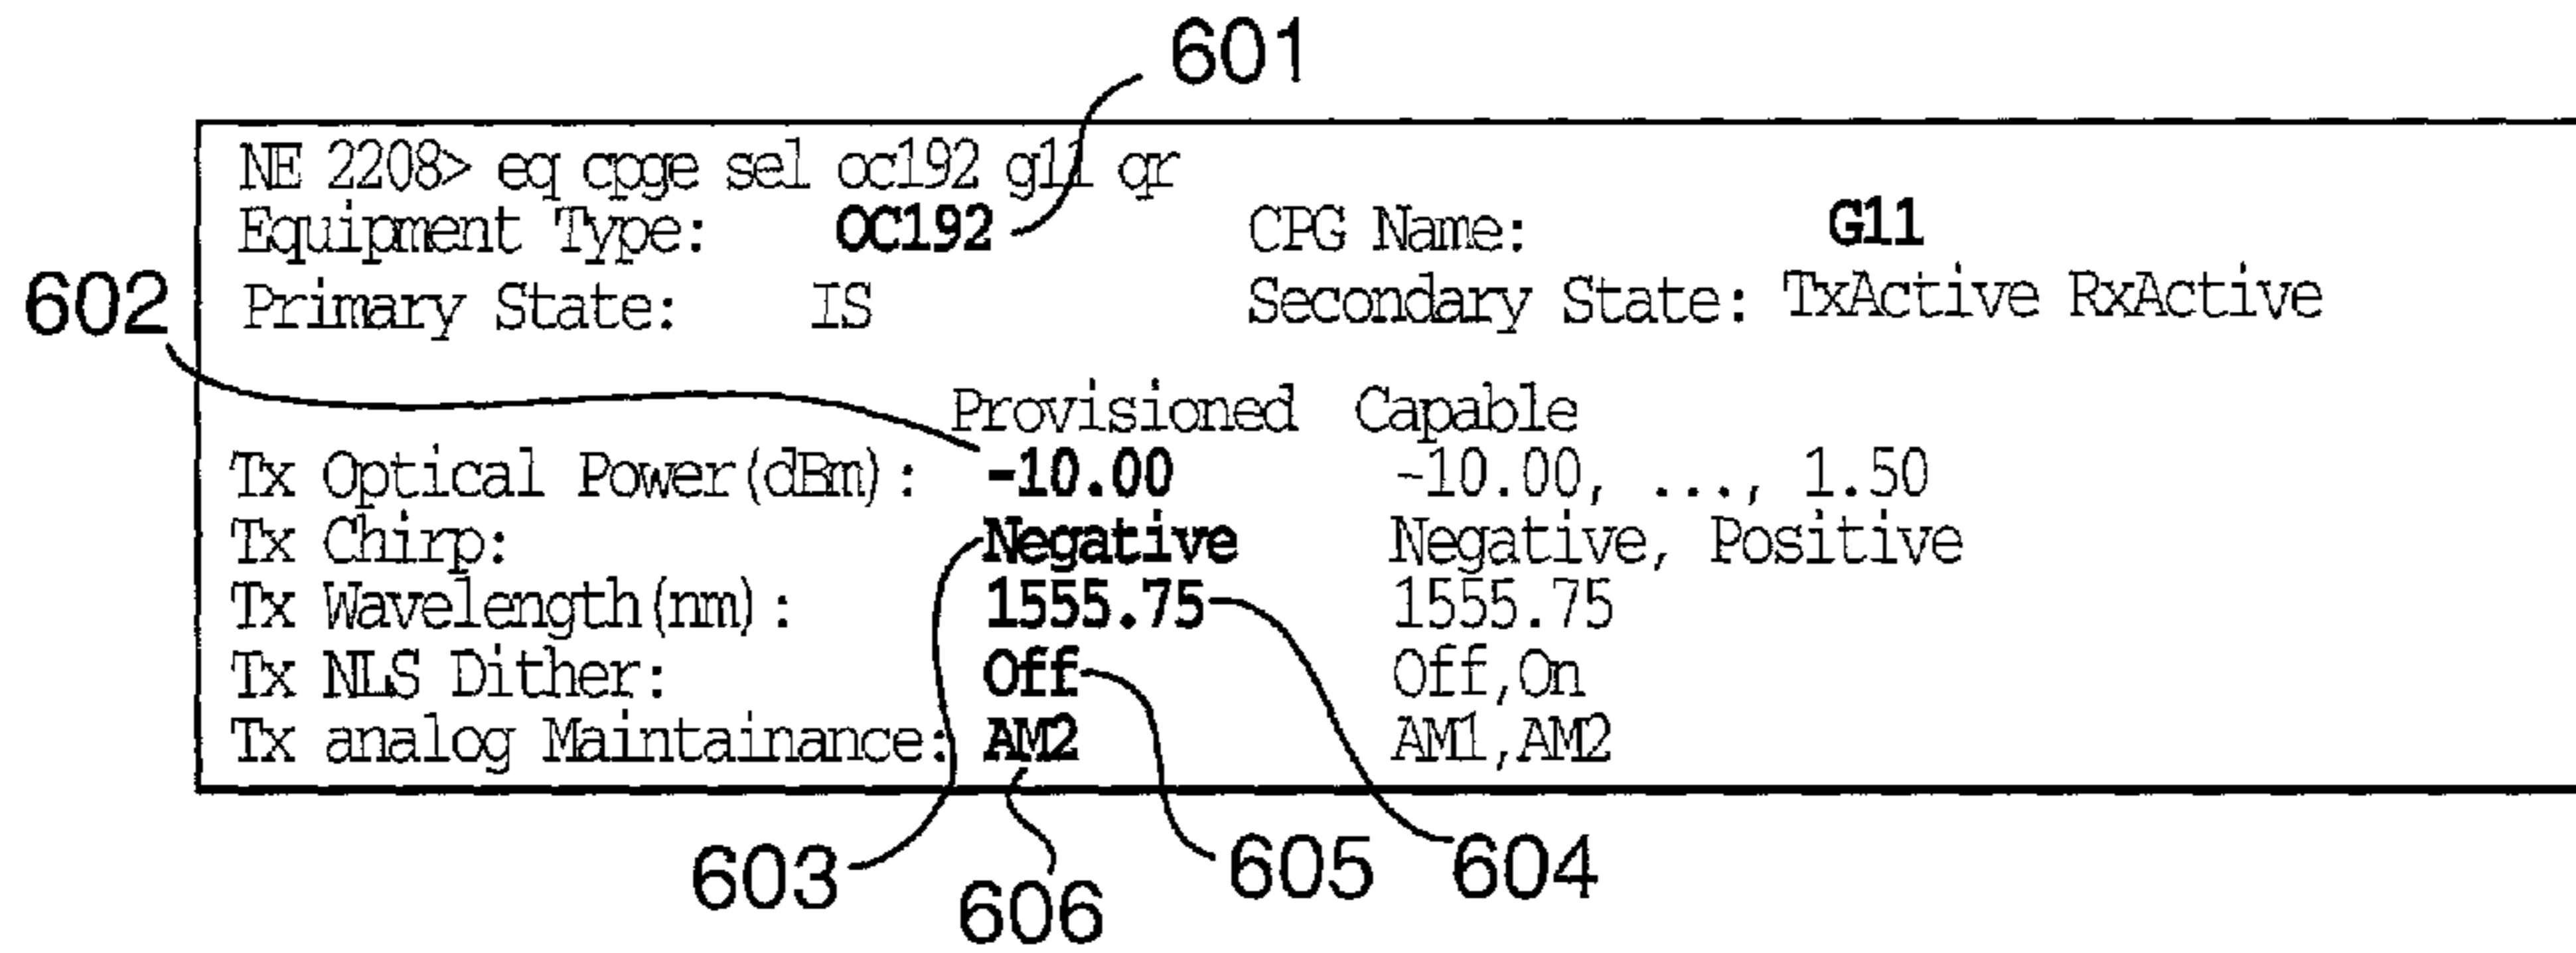 601
NE 2208> eq cpge sel oc192 g11 qr
Equipment Type: OC192 CPG Name: G11
602
Primary State: IS Secondary State: TxActive RxActive
Provisioned Capable
Tx Optical Power(dBm): -10.00 -10.00, ..., 1.50
Tx Chirp: Negative Negative, Positive
Tx Wavelength(nm): 1555.75 1555.75
Tx NLS Dither: Off Off,On
Tx analog Maintainance: AM2 AM1,AM2
603 606 605 604